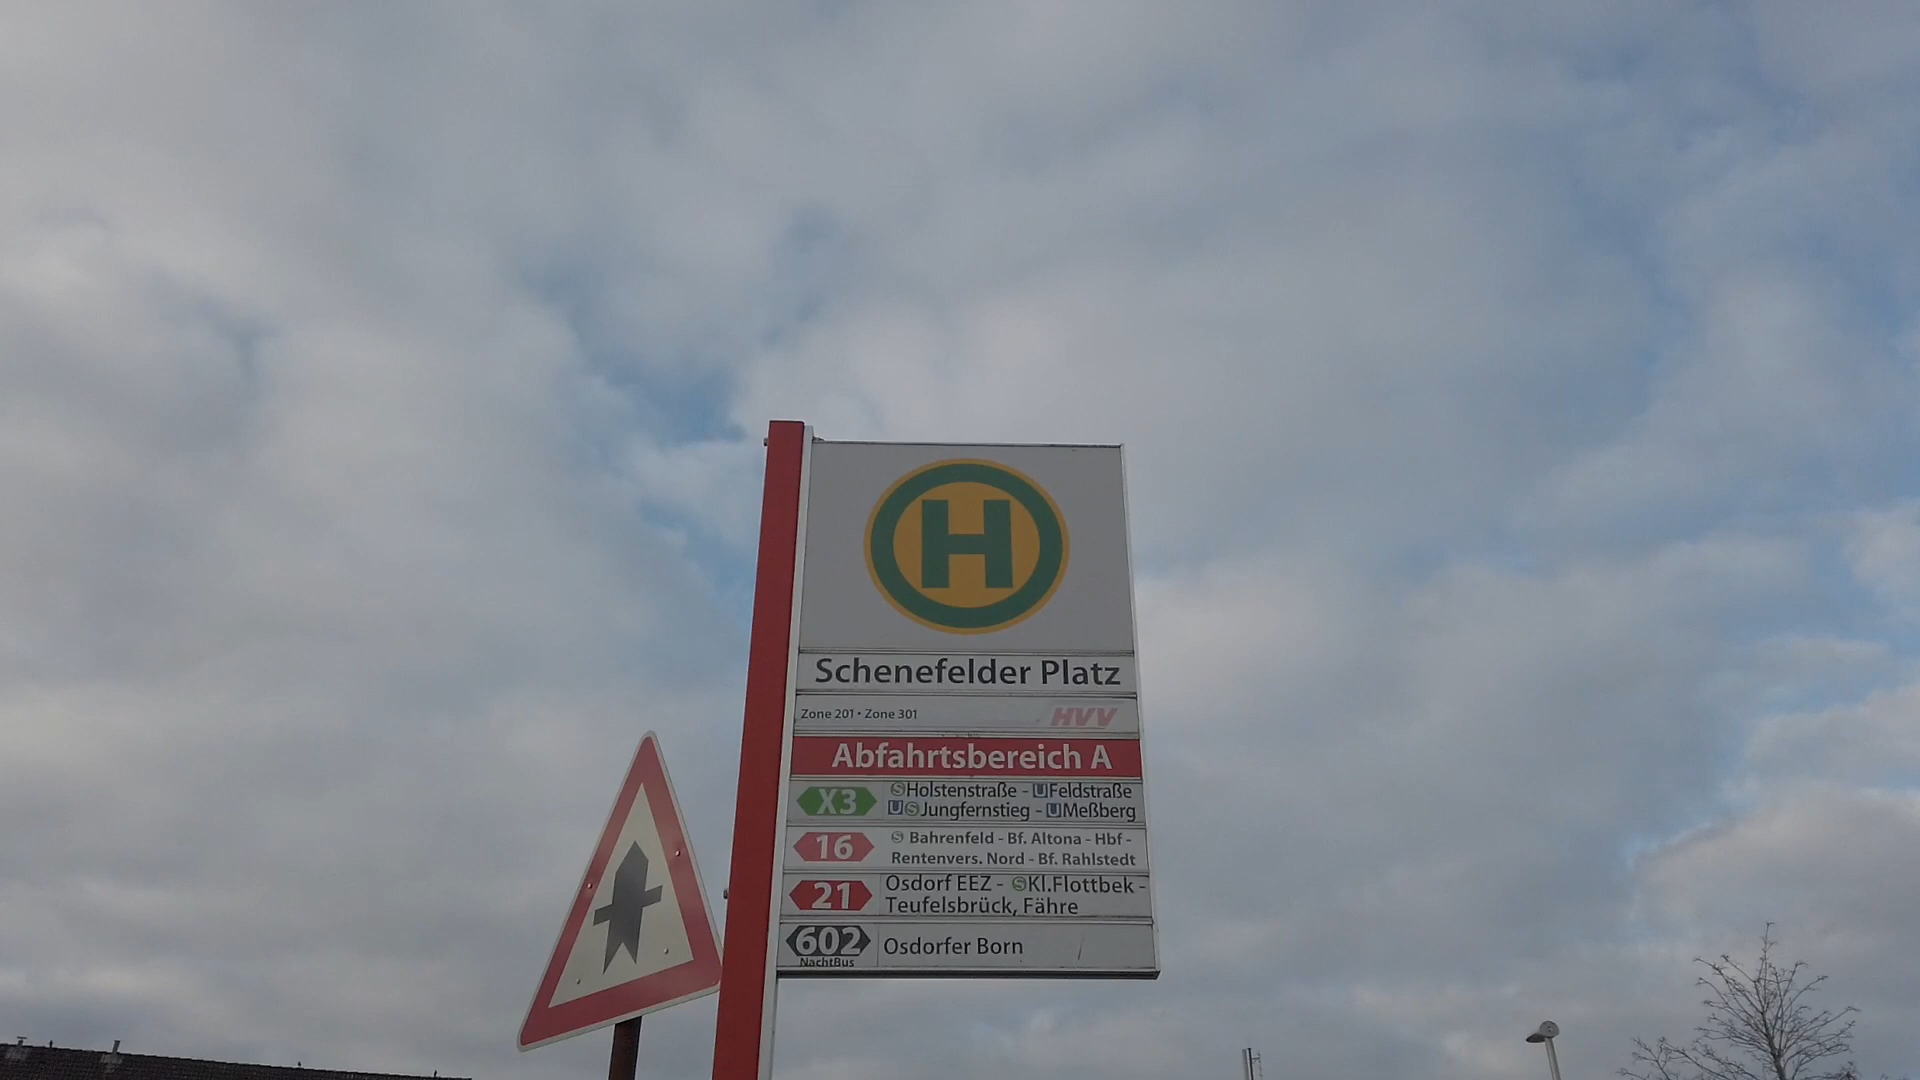 H
Schenefelder Platz
Zone 201 • Zone 301 HVV
Abfahrtsbereich A
X3 S Holstenstraße - U Feldstraße
U S Jungfernstieg - U Meßberg
16 S Bahrenfeld - Bf. Altona - Hbf -
Rentenvers. Nord - Bf. Rahlstedt
21 Osdorf EEZ - S Kl.Flottbek -
Teufelsbrück, Fähre
602 Osdorfer Born
NachtBus